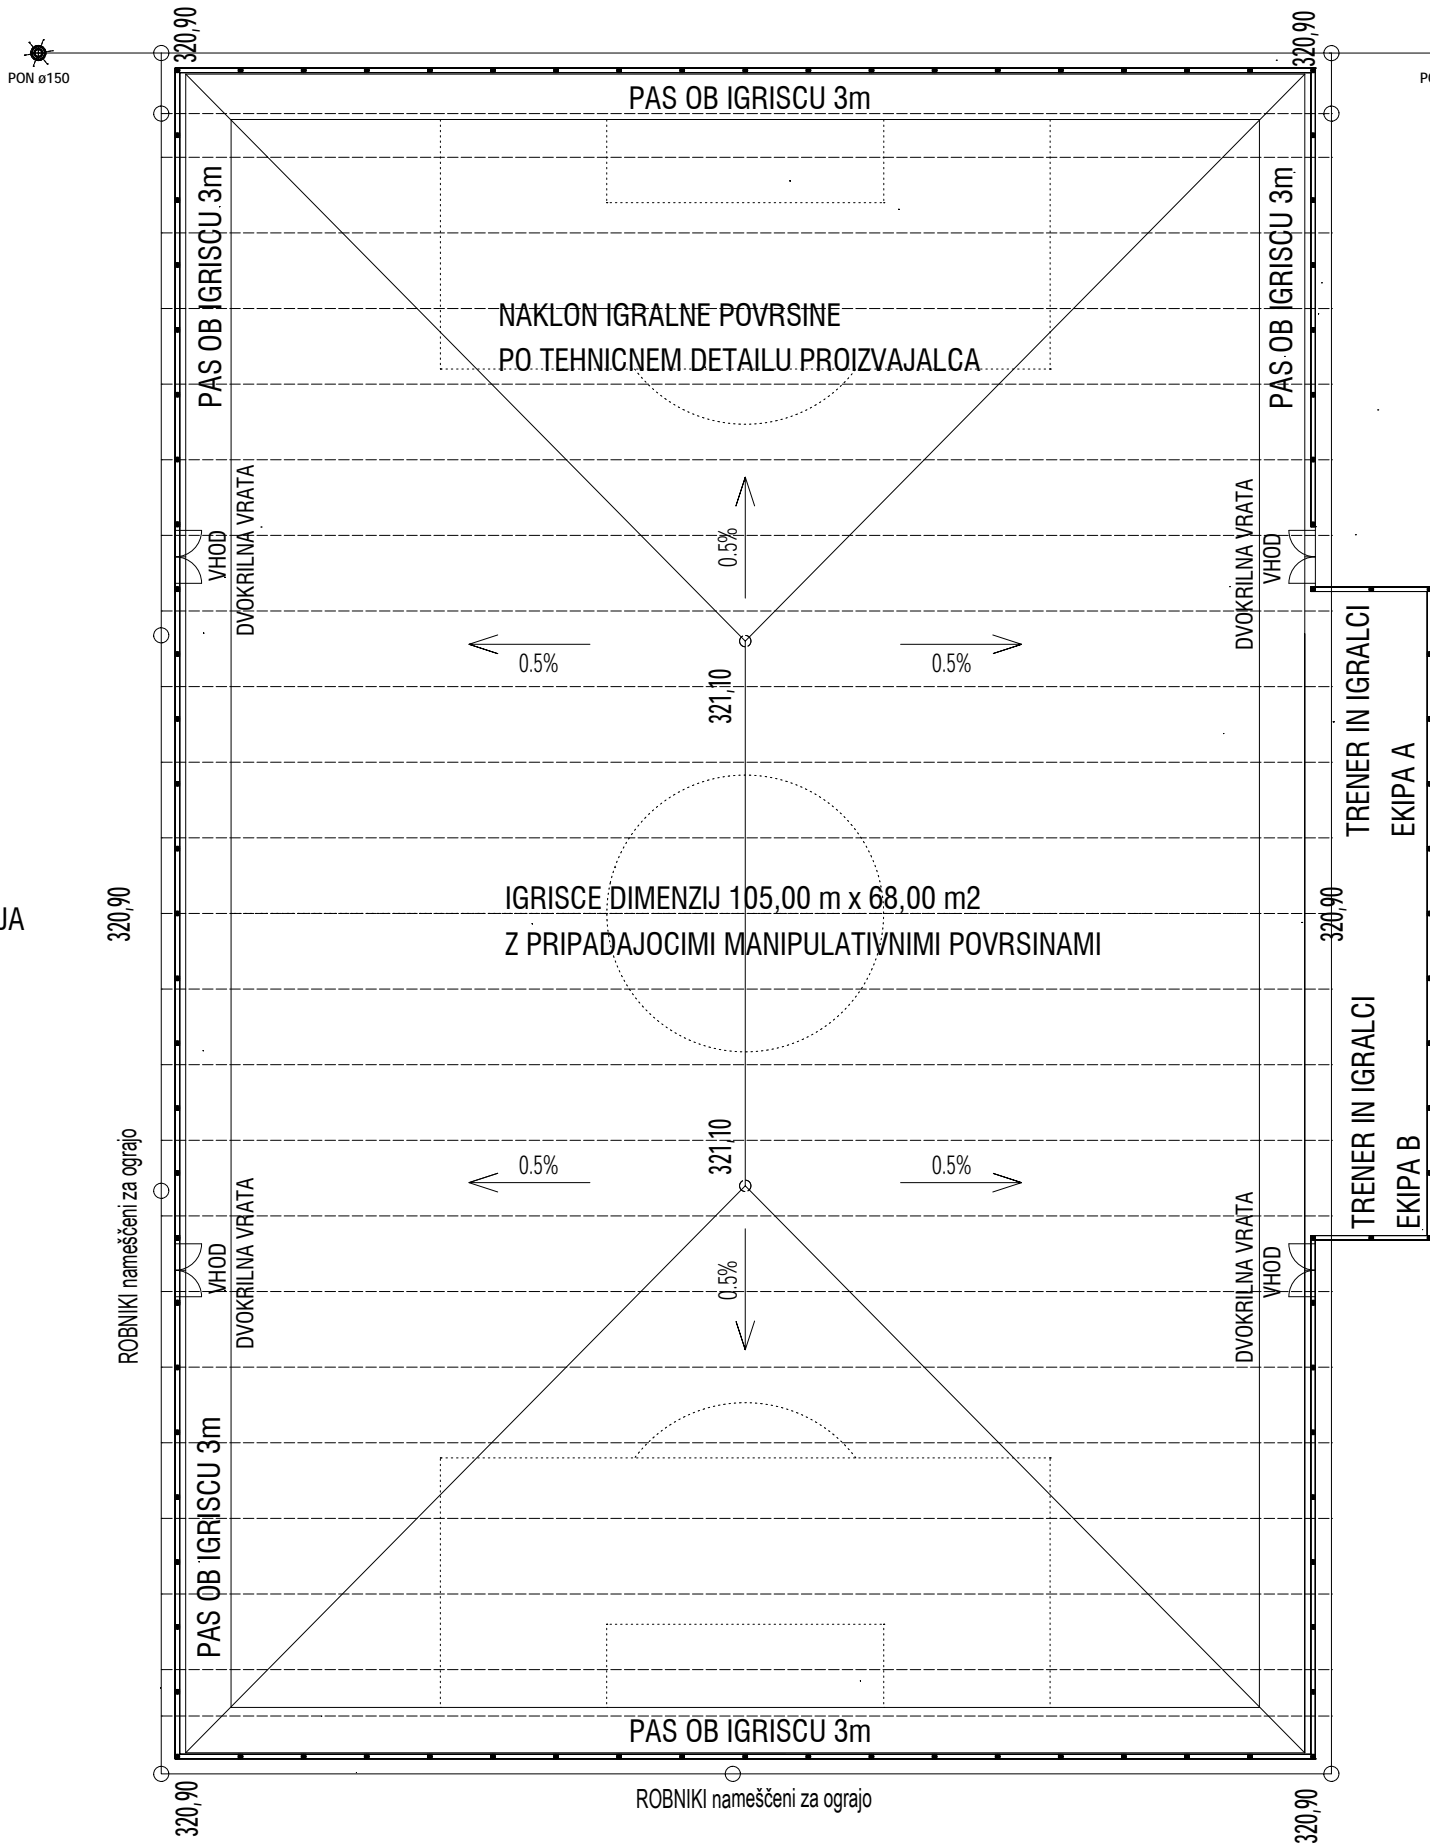 320,90
320,90
PON ø150
PAS OB IGRISCU 3m
PAS OB IGRISCU 3m
PAS OB IGRISCU 3m
NAKLON IGRALNE POVRSINE
PO TEHNICNEM DETAILU PROIZVAJALCA
DVOKRILNA VRATA
VHOD
0.5%
DVOKRILNA VRATA
VHOD
0.5%
0.5%
321,10
TRENER IN IGRALCI
EKIPA A
320,90
IGRISCE DIMENZIJ 105,00 m x 68,00 m2
Z PRIPADAJOCIMI MANIPULATIVNIMI POVRSINAMI
320,90
JA
321,10
TRENER IN IGRALCI
EKIPA B
ROBNIKI nameščeni za ograjo
0.5%
0.5%
VHOD
DVOKRILNA VRATA
0.5%
DVOKRILNA VRATA
VHOD
PAS OB IGRISCU 3m
PAS OB IGRISCU 3m
320,90
ROBNIKI nameščeni za ograjo
320,90